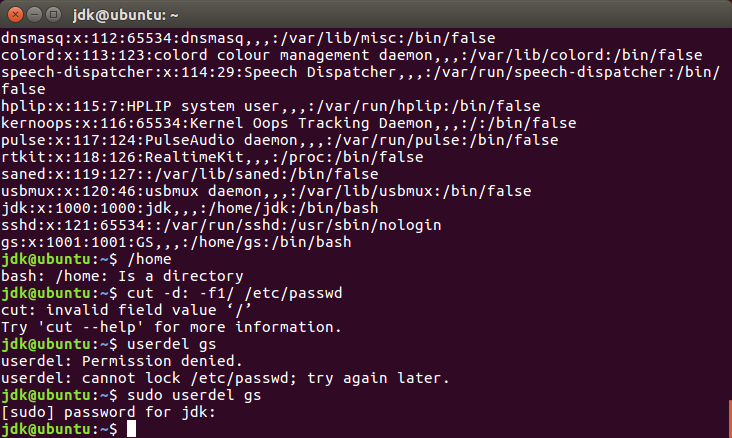 jdk@ubuntu: ~
dnsmasq:x:112:65534:dnsmasq,,,:/var/lib/misc:/bin/false
colord:x:113:123:colord colour management daemon,,,:/var/lib/colord:/bin/false
speech-dispatcher:x:114:29:Speech Dispatcher,,,:/var/run/speech-dispatcher:/bin/
false
hplip:x:115:7:HPLIP system user,,,:/var/run/hplip:/bin/false
kernoops:x:116:65534:Kernel Oops Tracking Daemon,,,:/:/bin/false
pulse:x:117:124:PulseAudio daemon,,,:/var/run/pulse:/bin/false
rtkit:x:118:126:RealtimeKit,,,:/proc:/bin/false
saned:x:119:127::/var/lib/saned:/bin/false
usbmux:x:120:46:usbmux daemon,,,:/var/lib/usbmux:/bin/false
jdk:x:1000:1000:jdk,,,:/home/jdk:/bin/bash
sshd:x:121:65534::/var/run/sshd:/usr/sbin/nologin
gs:x:1001:1001:GS,,,:/home/gs:/bin/bash
jdk@ubuntu:~$ /home
bash: /home: Is a directory
jdk@ubuntu:~$ cut -d: -f1/ /etc/passwd
cut: invalid field value ‘/’
Try 'cut --help' for more information.
jdk@ubuntu:~$ userdel gs
userdel: Permission denied.
userdel: cannot lock /etc/passwd; try again later.
jdk@ubuntu:~$ sudo userdel gs
[sudo] password for jdk:
jdk@ubuntu:~$